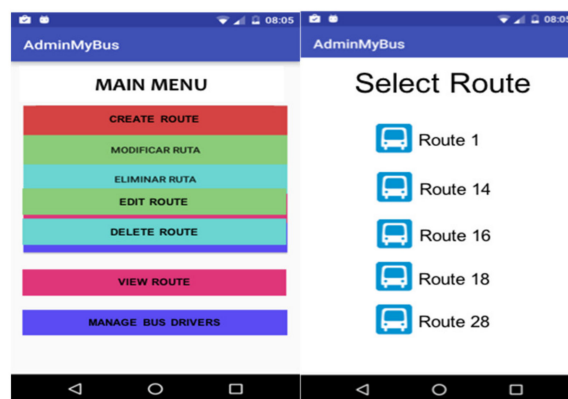 08:05
AdminMyBus
MAIN MENU
CREATE ROUTE
MODIFICAR RUTA
ELIMINAR RUTA
EDIT ROUTE
DELETE ROUTE
VIEW ROUTE
MANAGE BUS DRIVERS
08:05
AdminMyBus
Select Route
Route 1
Route 14
Route 16
Route 18
Route 28